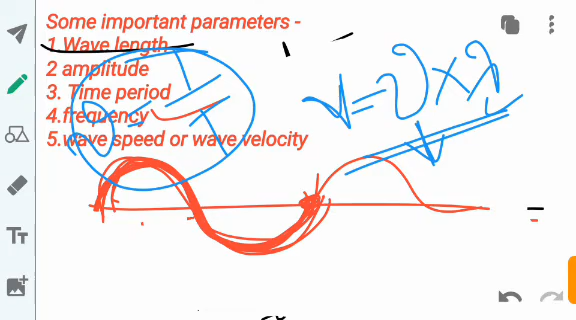 Some important parameters -
1 Wave length
2 amplitude
3. Time period
4.frequency
5.wave speed or wave velocity